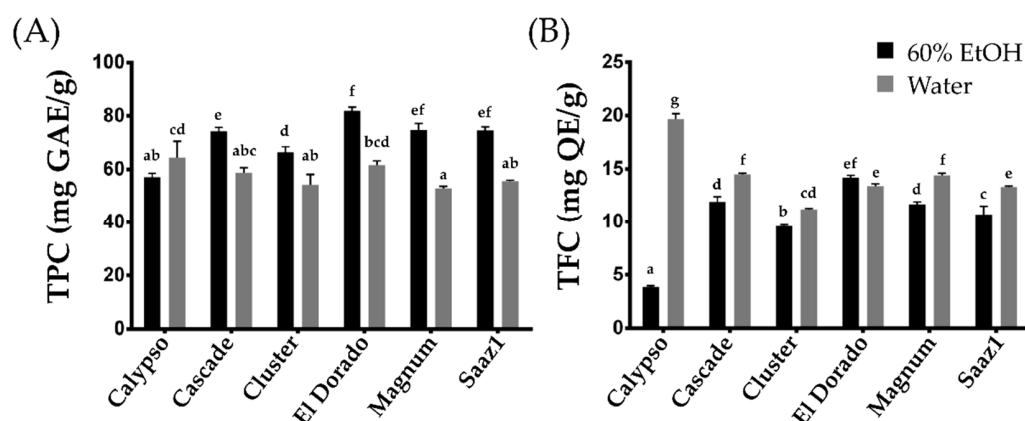 (A)
TPC (mg GAE/g)
100
80
60
40
20
0
ab cd e abc d ab f bcd ef a ef ab
Calypso Cascade Cluster El Dorado Magnum Saaz1
(B)
60% EtOH
Water
TFC (mg QE/g)
25
20
15
10
5
0
a g d f b cd ef e d f c e
Calypso Cascade Cluster El Dorado Magnum Saaz1